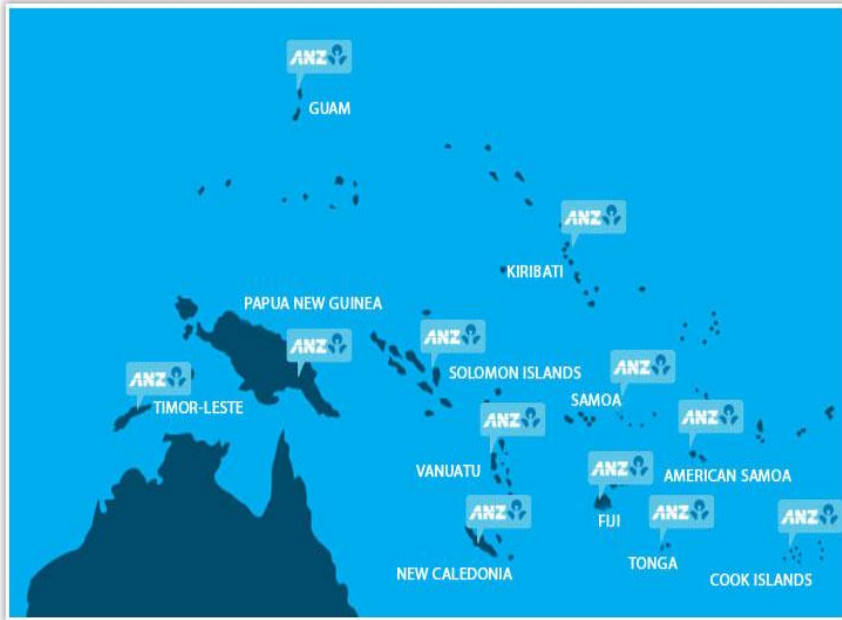 ANZ
GUAM
ANZ
KIRIBATI
PAPUA NEW GUINEA
ANZ
ANZ
SOLOMON ISLANDS
ANZ
TIMOR-LESTE
ANZ
SAMOA
ANZ
VANUATU
ANZ
AMERICAN SAMOA
ANZ
FIJI
ANZ
NEW CALEDONIA
ANZ
TONGA
ANZ
COOK ISLANDS